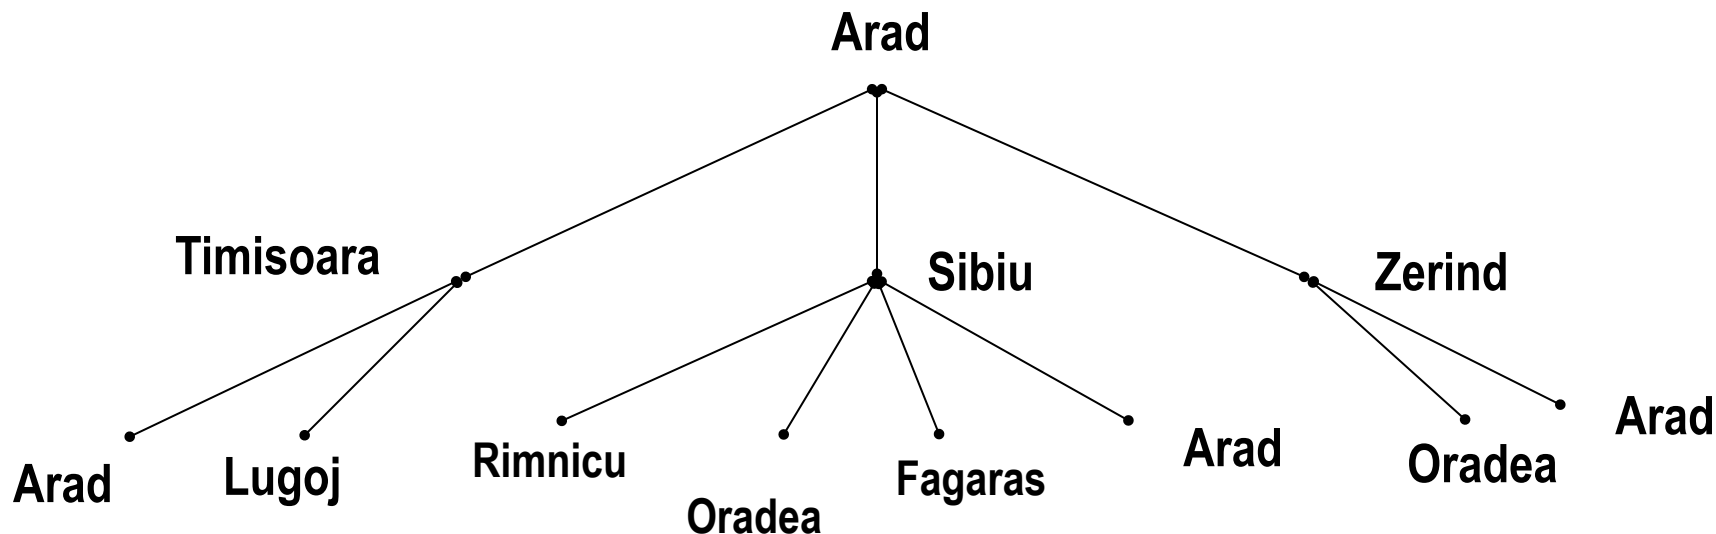 Arad
Timisoara
Sibiu
Zerind
Arad
Lugoj
Rimnicu
Oradea
Fagaras
Arad
Oradea
Arad